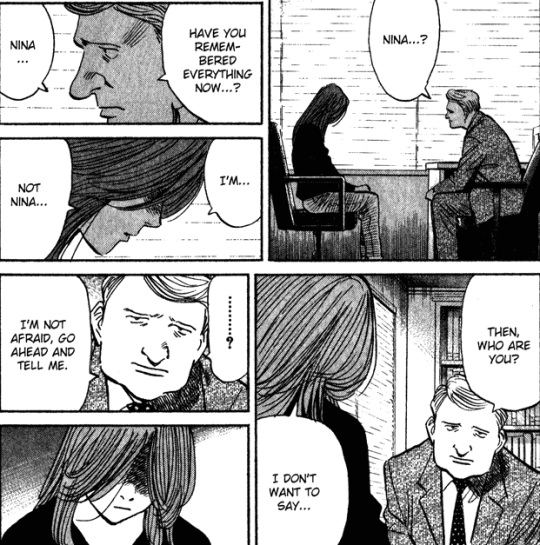 NINA...?
HAVE YOU
REMEM-
BERED
EVERYTHING
NOW...?
NINA
...
I'M...
NOT
NINA...
THEN,
WHO ARE
YOU?
I DON'T
WANT TO
SAY...
........?
I'M NOT
AFRAID, GO
AHEAD AND
TELL ME.